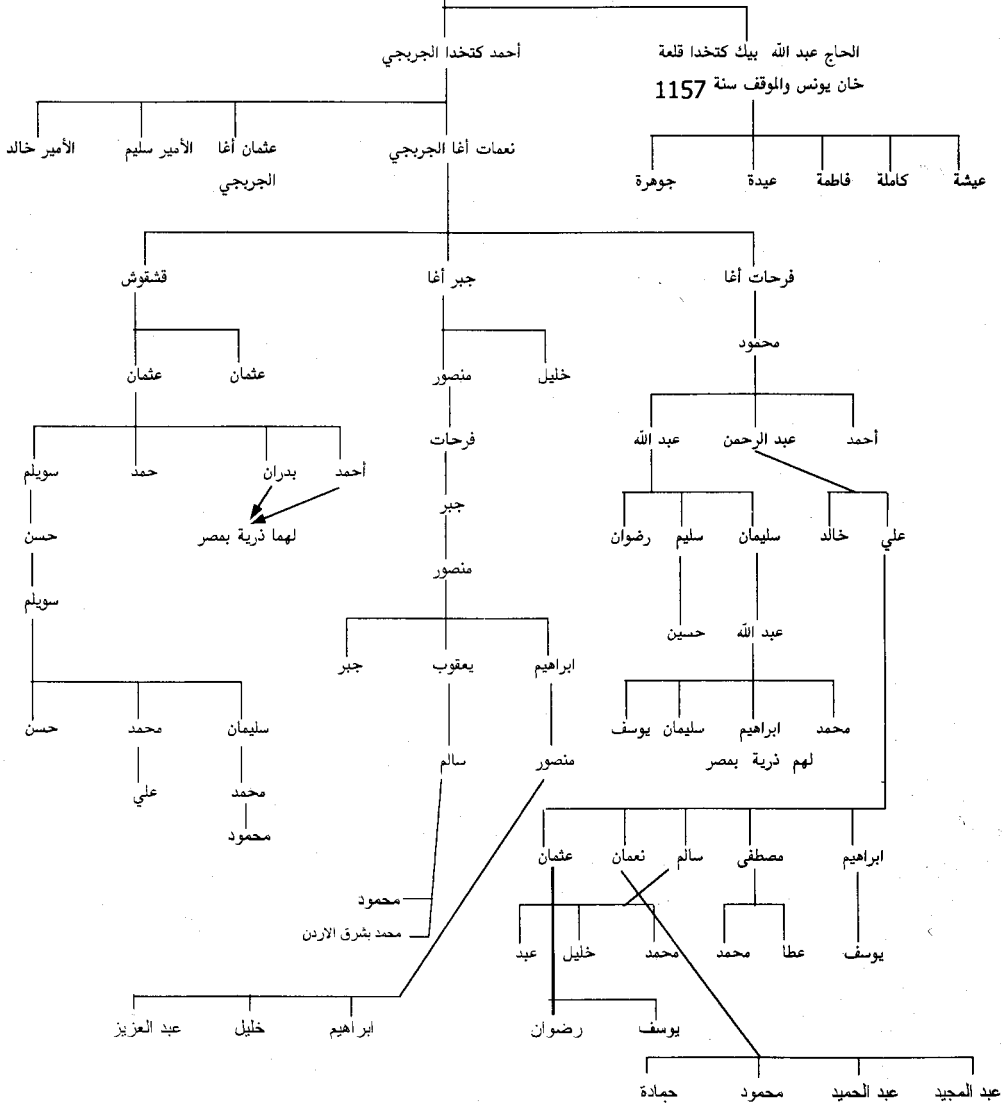 الحاج عبد الله بيك كتخدا قلعة
خان يونس والموقف سنة 1157
أحمد كتخدا الجربجي
عيشة
كاملة
فاطمة
عيدة
جوهرة
نعمات أغا الجربجي
عثمان أغا
الجربجي
الأمير سليم
الأمير خالد
فرحات أغا
جبر أغا
قشقوش
محمود
خليل
منصور
عثمان
عثمان
أحمد
عبد الرحمن
عبد الله
فرحات
أحمد
بدران
حمد
سويلم
علي
خالد
سليمان
سليم
رضوان
جبر
لهما ذرية بمصر
حسن
منصور
سويلم
عبد الله
حسين
ابراهيم
يعقوب
جبر
محمد
ابراهيم
سليمان
يوسف
لهم ذرية بمصر
سليمان
محمد
حسن
منصور
سالم
محمد
علي
محمود
ابراهيم
مصطفى
سالم
نعمان
عثمان
محمود
محمد بشرق الاردن
يوسف
عطا
محمد
محمد
خليل
عبد
يوسف
رضوان
ابراهيم
خليل
عبد العزيز
عبد المجيد
عبد الحميد
محمود
حمادة